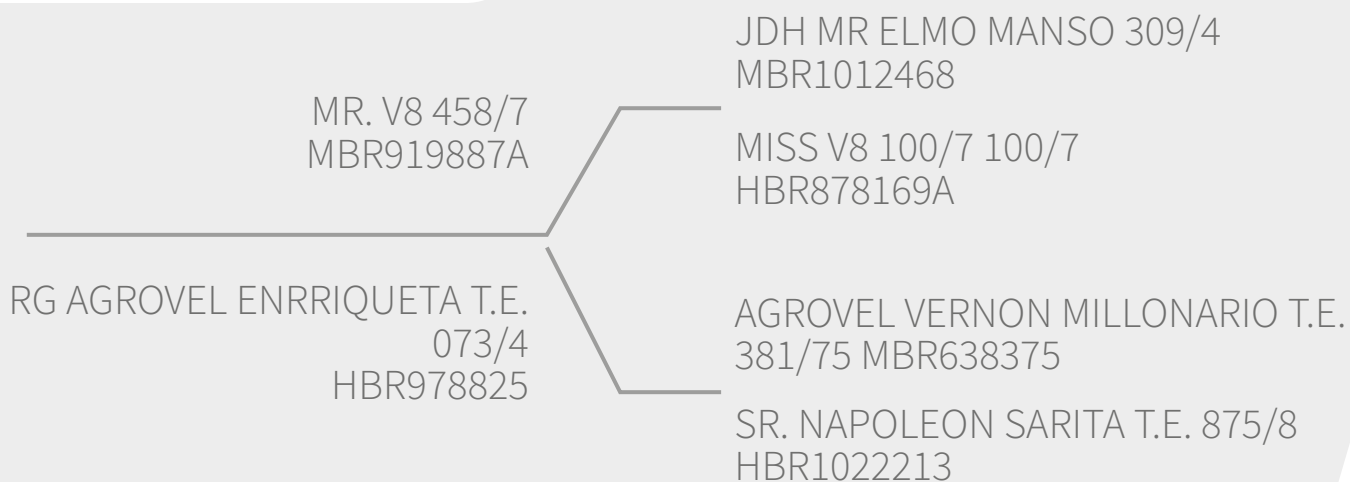 MR. V8 458/7
MBR919887A
RG AGROVEL ENRRIQUETA T.E.
073/4
HBR978825
JDH MR ELMO MANSO 309/4
MBR1012468
MISS V8 100/7 100/7
HBR878169A
AGROVEL VERNON MILLONARIO T.E.
381/75 MBR638375
SR. NAPOLEON SARITA T.E. 875/8
HBR1022213